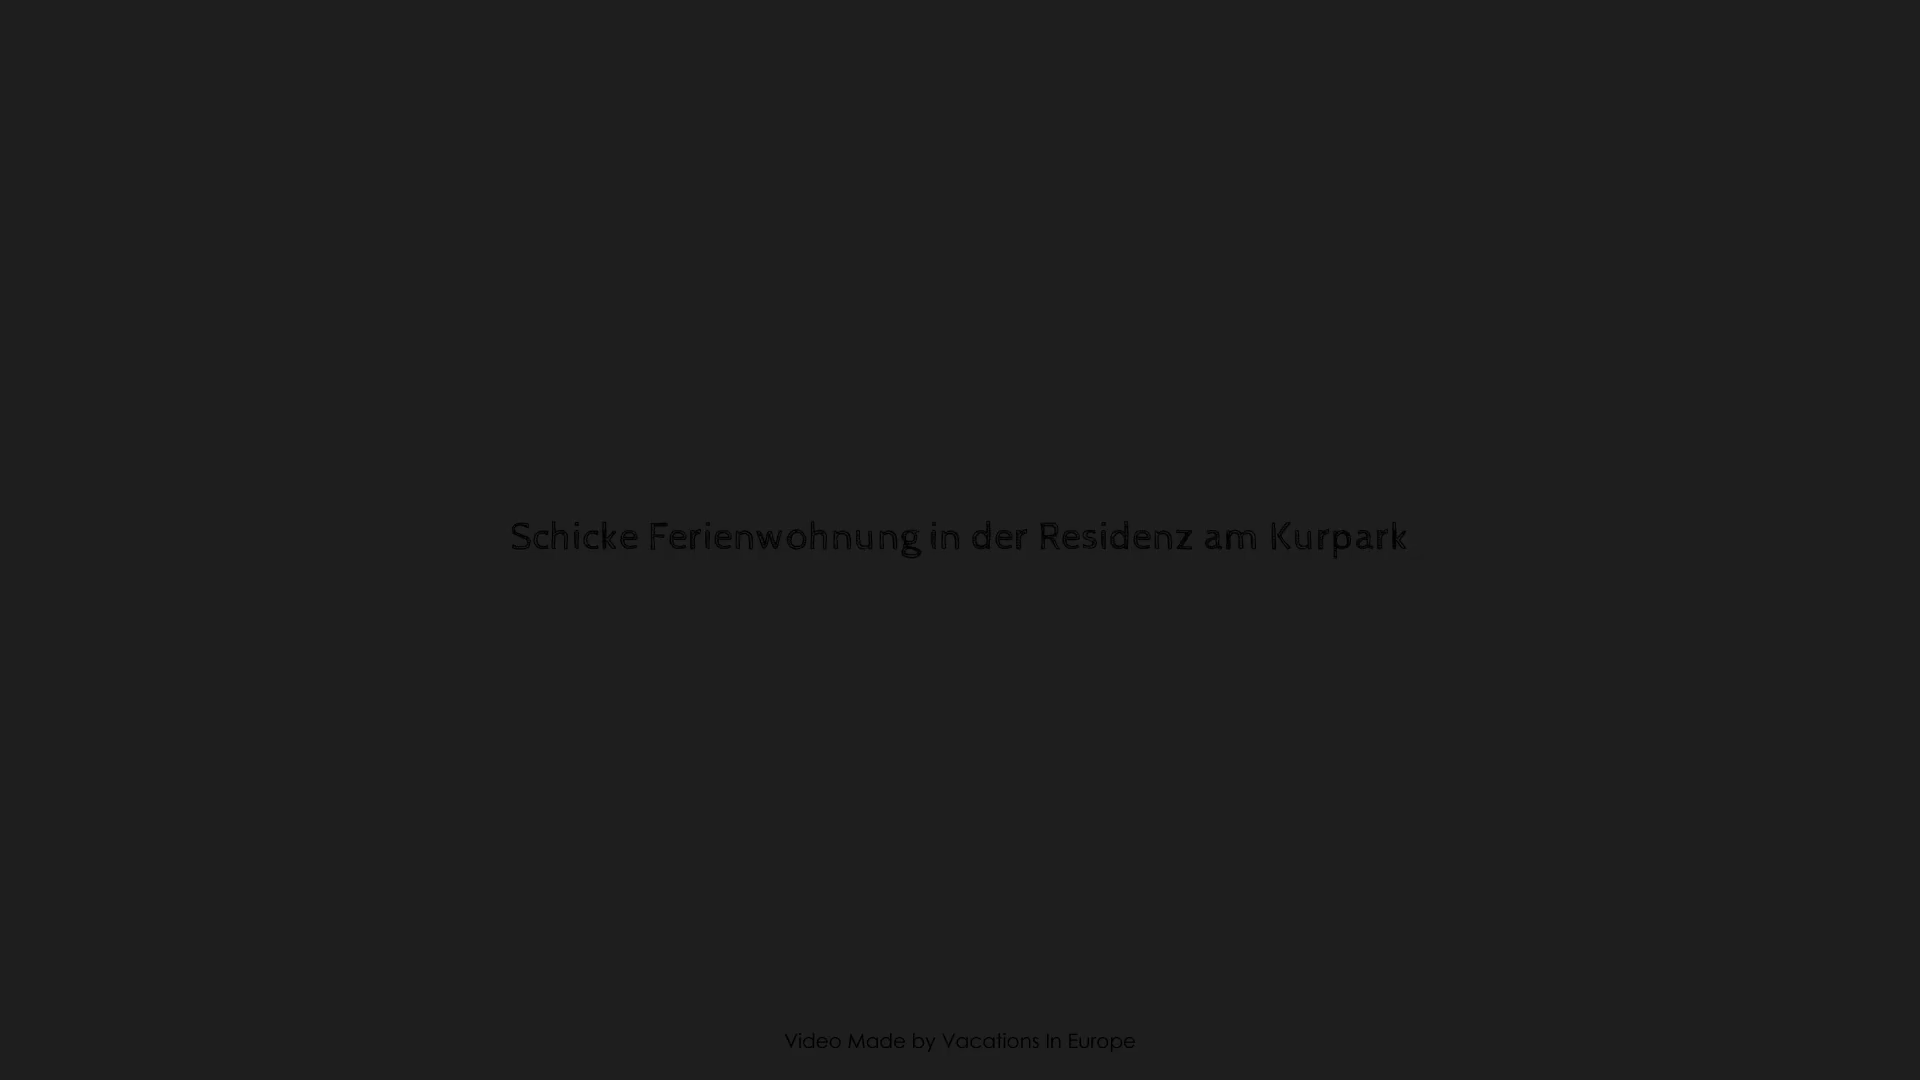 Schicke Ferienwohnung in der Residenz am Kurpark
Video Made by Vacations In Europe